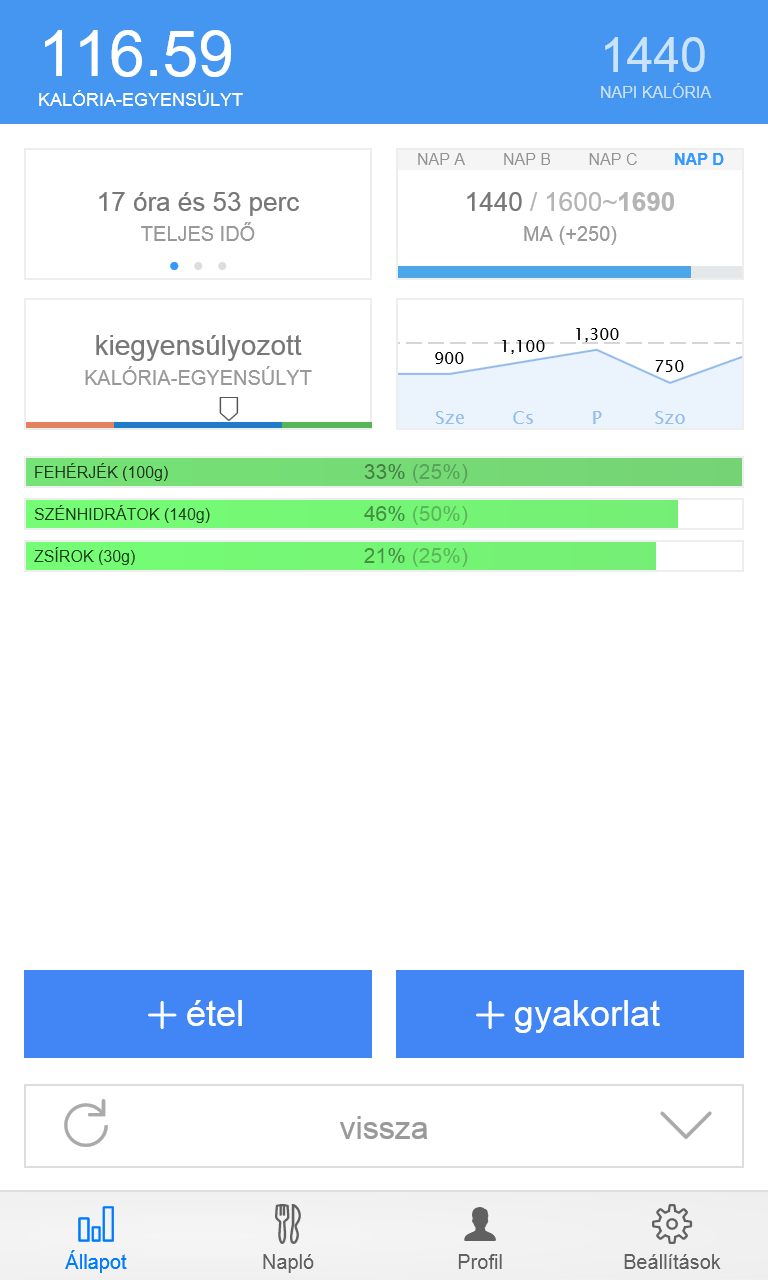 116.59
KALÓRIA-EGYENSÚLYT
1440
NAPI KALÓRIA
17 óra és 53 perc
TELJES IDŐ
NAP A NAP B NAP C NAP D
1440 / 1600~1690
MA (+250)
kiegyensúlyozott
KALÓRIA-EGYENSÚLYT
900 1,100 1,300 750
Sze Cs P Szo
FEHÉRJÉK (100g) 33% (25%)
SZÉNHIDRÁTOK (140g) 46% (50%)
ZSÍROK (30g) 21% (25%)
+ étel
+ gyakorlat
vissza
Állapot Napló Profil Beállítások